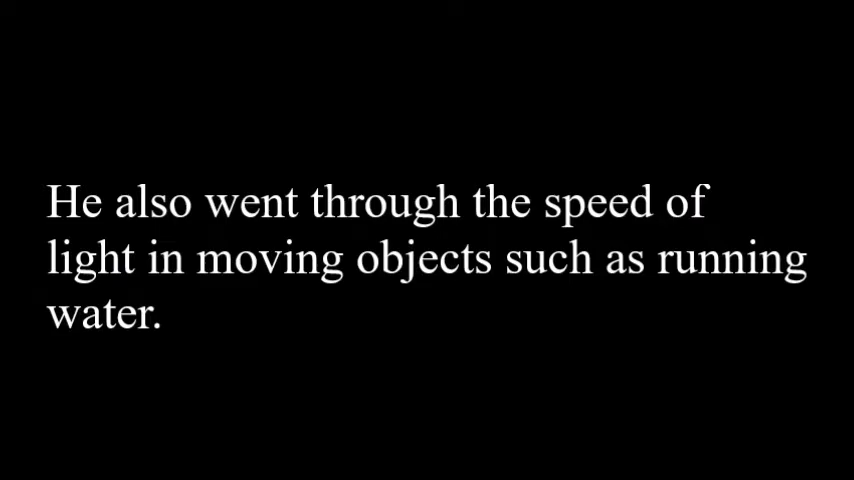 He also went through the speed of
light in moving objects such as running
water.